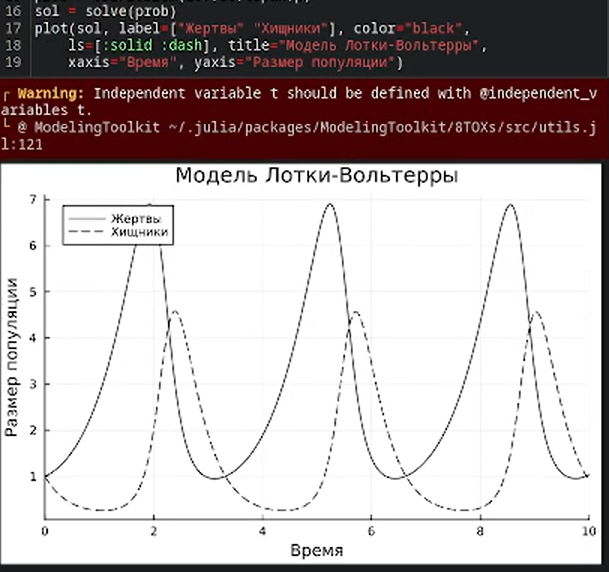 16 sol = solve(prob)
17 plot(sol, label=["Жертвы" "Хищники"], color="black",
18 ls=[:solid :dash], title="Модель Лотки-Вольтерры",
19 xaxis="Время", yaxis="Размер популяции")
┌ Warning: Independent variable t should be defined with @independent_v
ariables t.
└ @ ModelingToolkit ~/.julia/packages/ModelingToolkit/8TOXs/src/utils.j
l:121
Модель Лотки-Вольтерры
Жертвы
Хищники
Размер популяции
7
6
5
4
3
2
1
0 2 4 6 8 10
Время